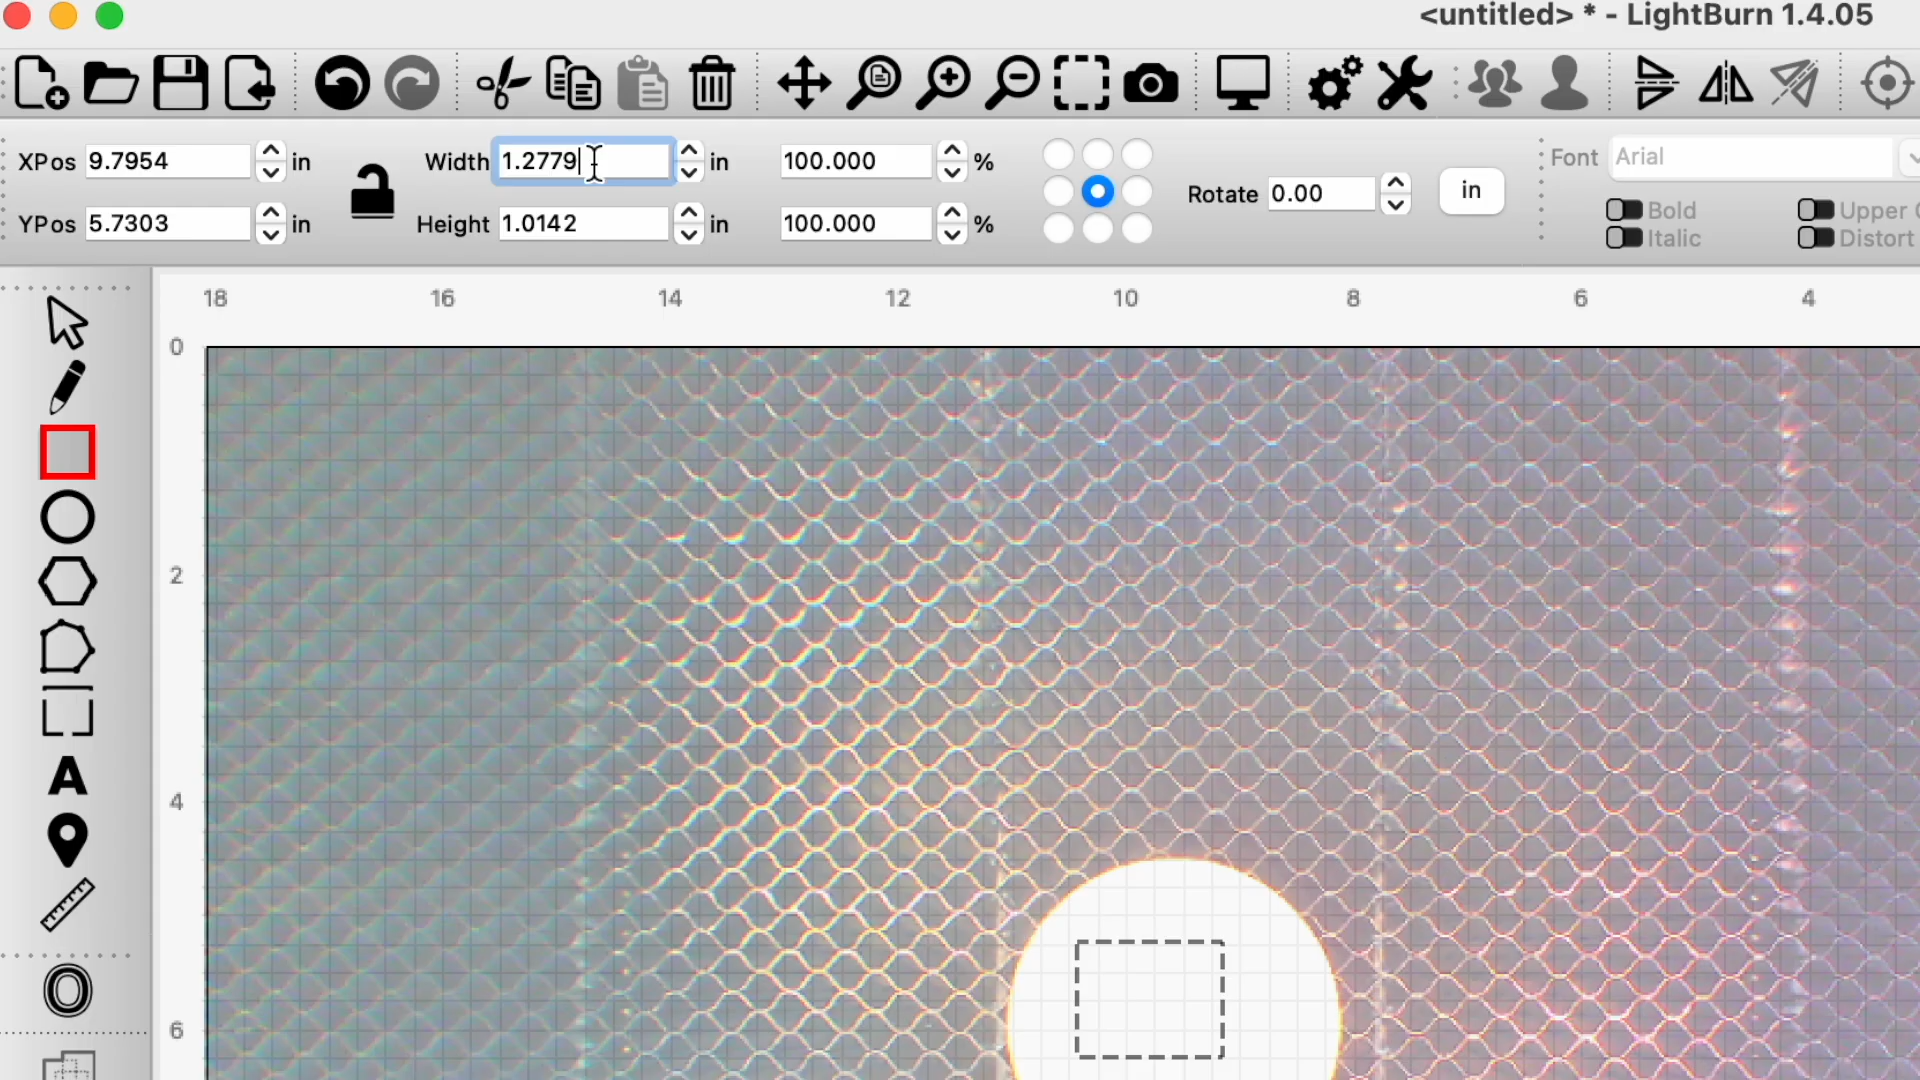 <untitled> * - LightBurn 1.4.05
XPos 9.7954 in Width 1.2779 in 100.000 %
YPos 5.7303 in Height 1.0142 in 100.000 %
Rotate 0.00 in
Font Arial
Bold Upper
Italic Distort
18 16 14 12 10 8 6 4
0
2
4
6
A